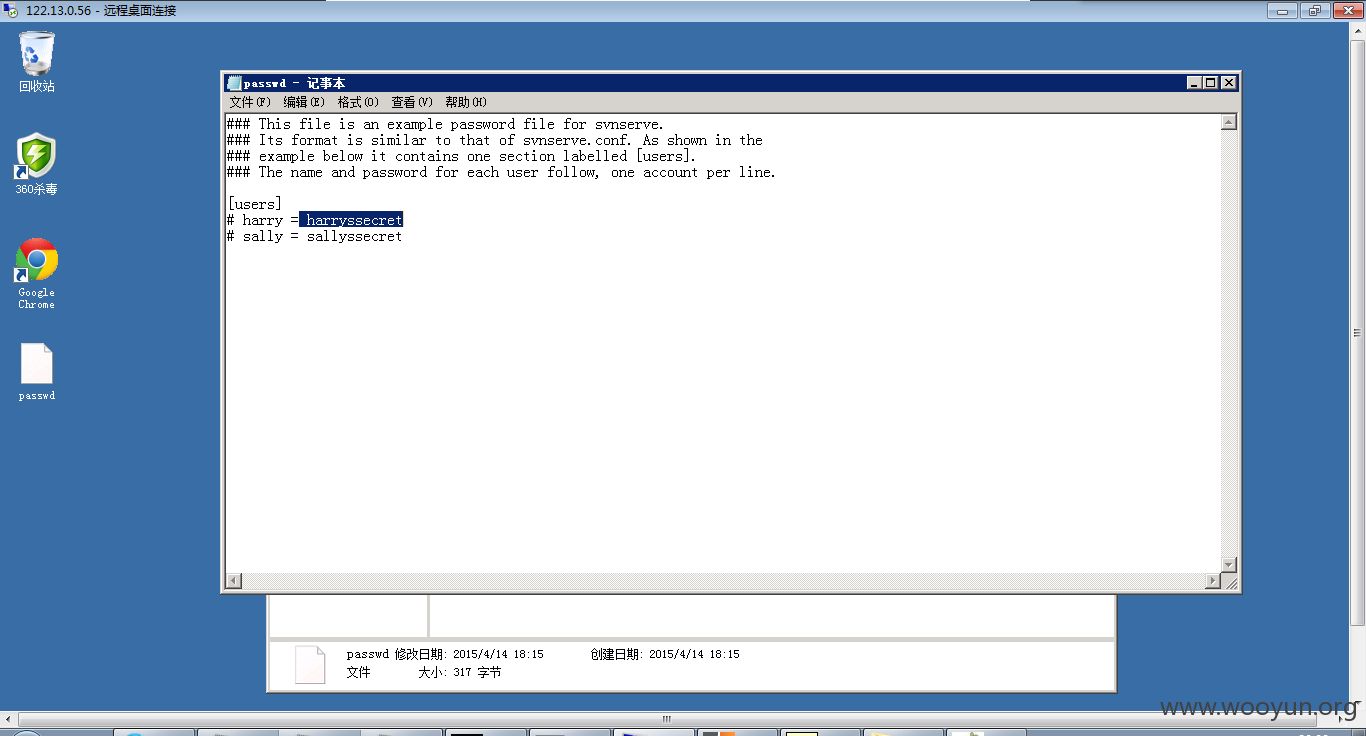 122.13.0.56 - 远程桌面连接
回收站
360杀毒
Google
Chrome
passwd
passwd - 记事本
文件(F) 编辑(E) 格式(O) 查看(V) 帮助(H)
### This file is an example password file for svnserve.
### Its format is similar to that of svnserve.conf. As shown in the
### example below it contains one section labelled [users].
### The name and password for each user follow, one account per line.
[users]
# harry = harryssecret
# sally = sallyssecret
passwd 修改日期: 2015/4/14 18:15 创建日期: 2015/4/14 18:15
文件 大小: 317 字节
www.wooyun.org